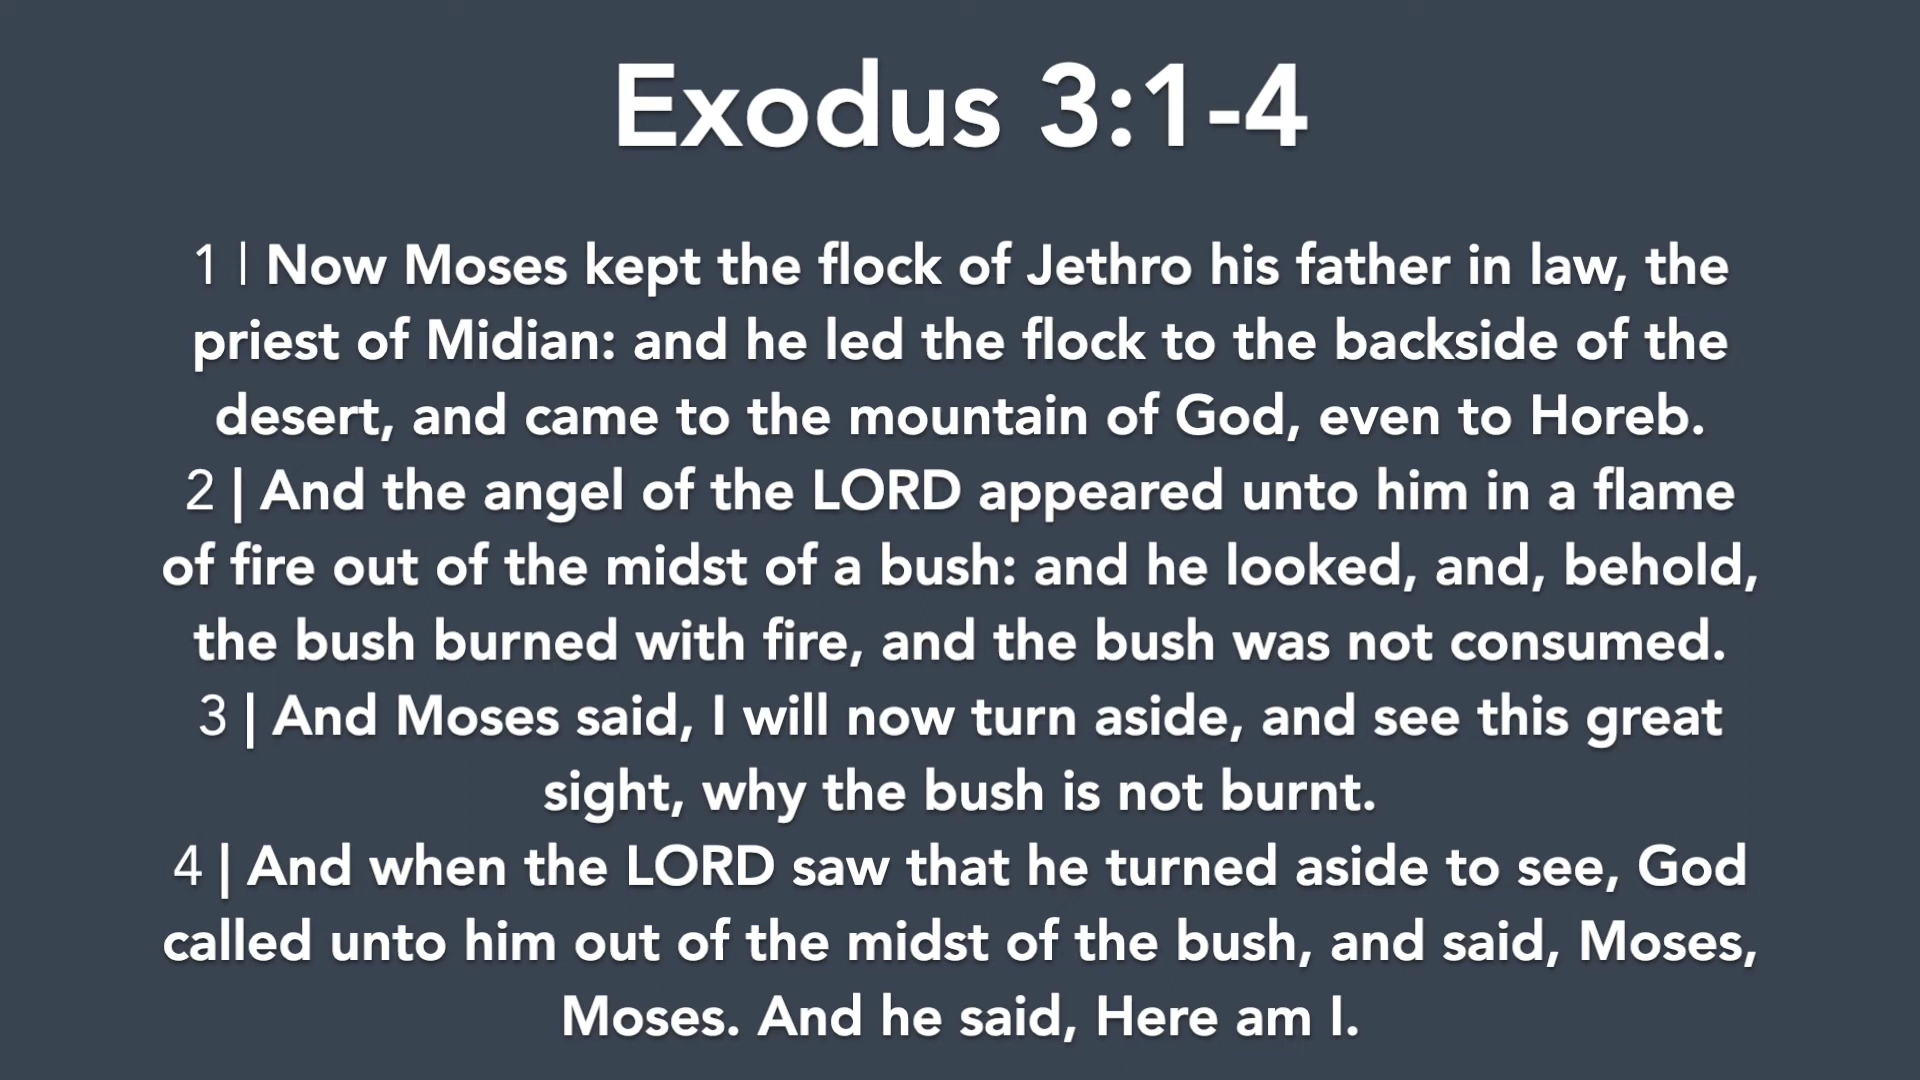 Exodus 3:1-4
1 | Now Moses kept the flock of Jethro his father in law, the
priest of Midian: and he led the flock to the backside of the
desert, and came to the mountain of God, even to Horeb.
2 | And the angel of the LORD appeared unto him in a flame
of fire out of the midst of a bush: and he looked, and, behold,
the bush burned with fire, and the bush was not consumed.
3 | And Moses said, I will now turn aside, and see this great
sight, why the bush is not burnt.
4 | And when the LORD saw that he turned aside to see, God
called unto him out of the midst of the bush, and said, Moses,
Moses. And he said, Here am I.